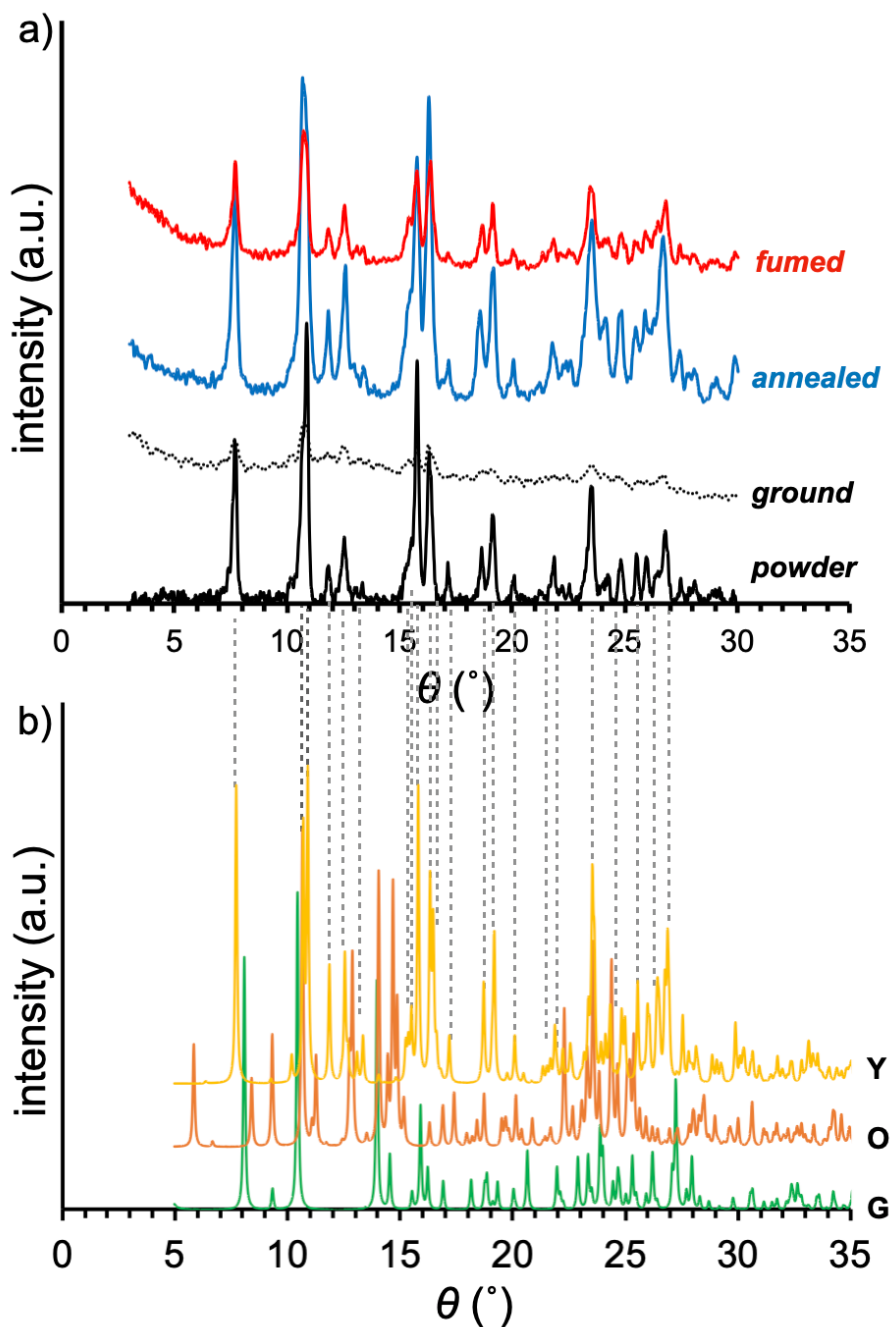 a)
intensity (a.u.)
fumed
annealed
ground
powder
0 5 10 15 20 25 30 35
θ (˚)
b)
intensity (a.u.)
Y
O
G
0 5 10 15 20 25 30 35
θ (˚)